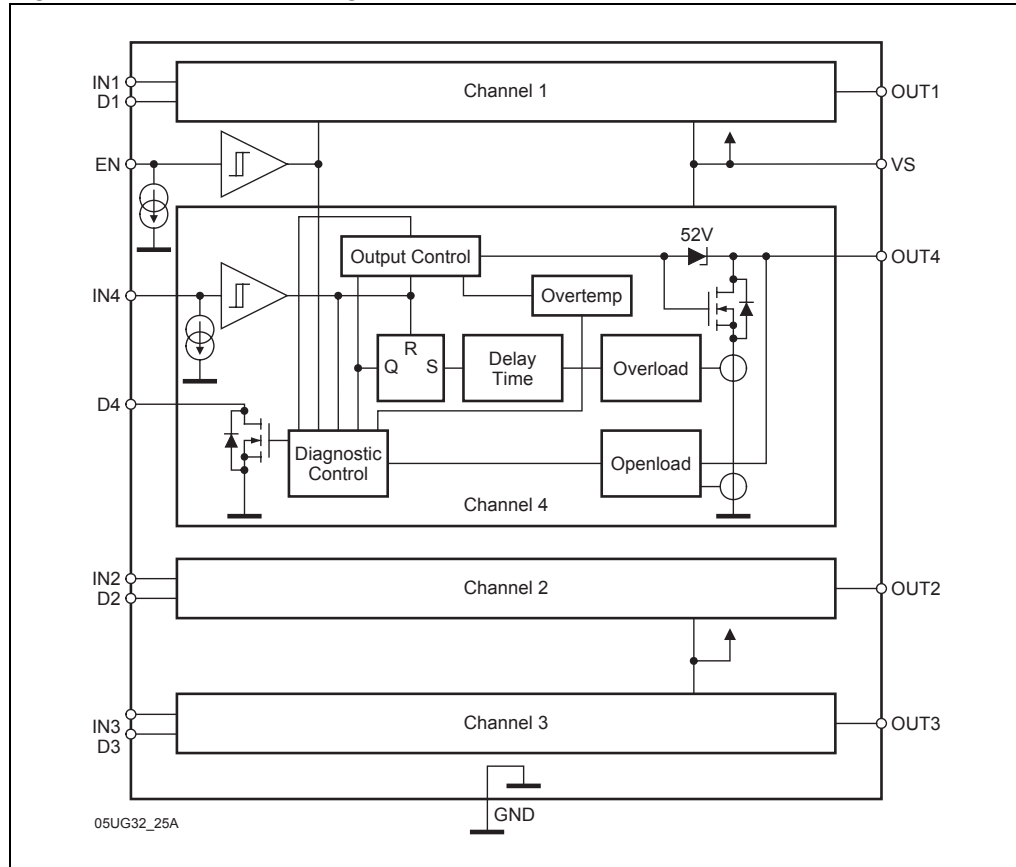 IN1
D1
Channel 1
OUT1
EN
VS
52V
Output Control
OUT4
IN4
Overtemp
R
Q
S
Delay
Time
Overload
D4
Diagnostic
Control
Openload
Channel 4
IN2
D2
Channel 2
OUT2
IN3
D3
Channel 3
OUT3
GND
05UG32_25A